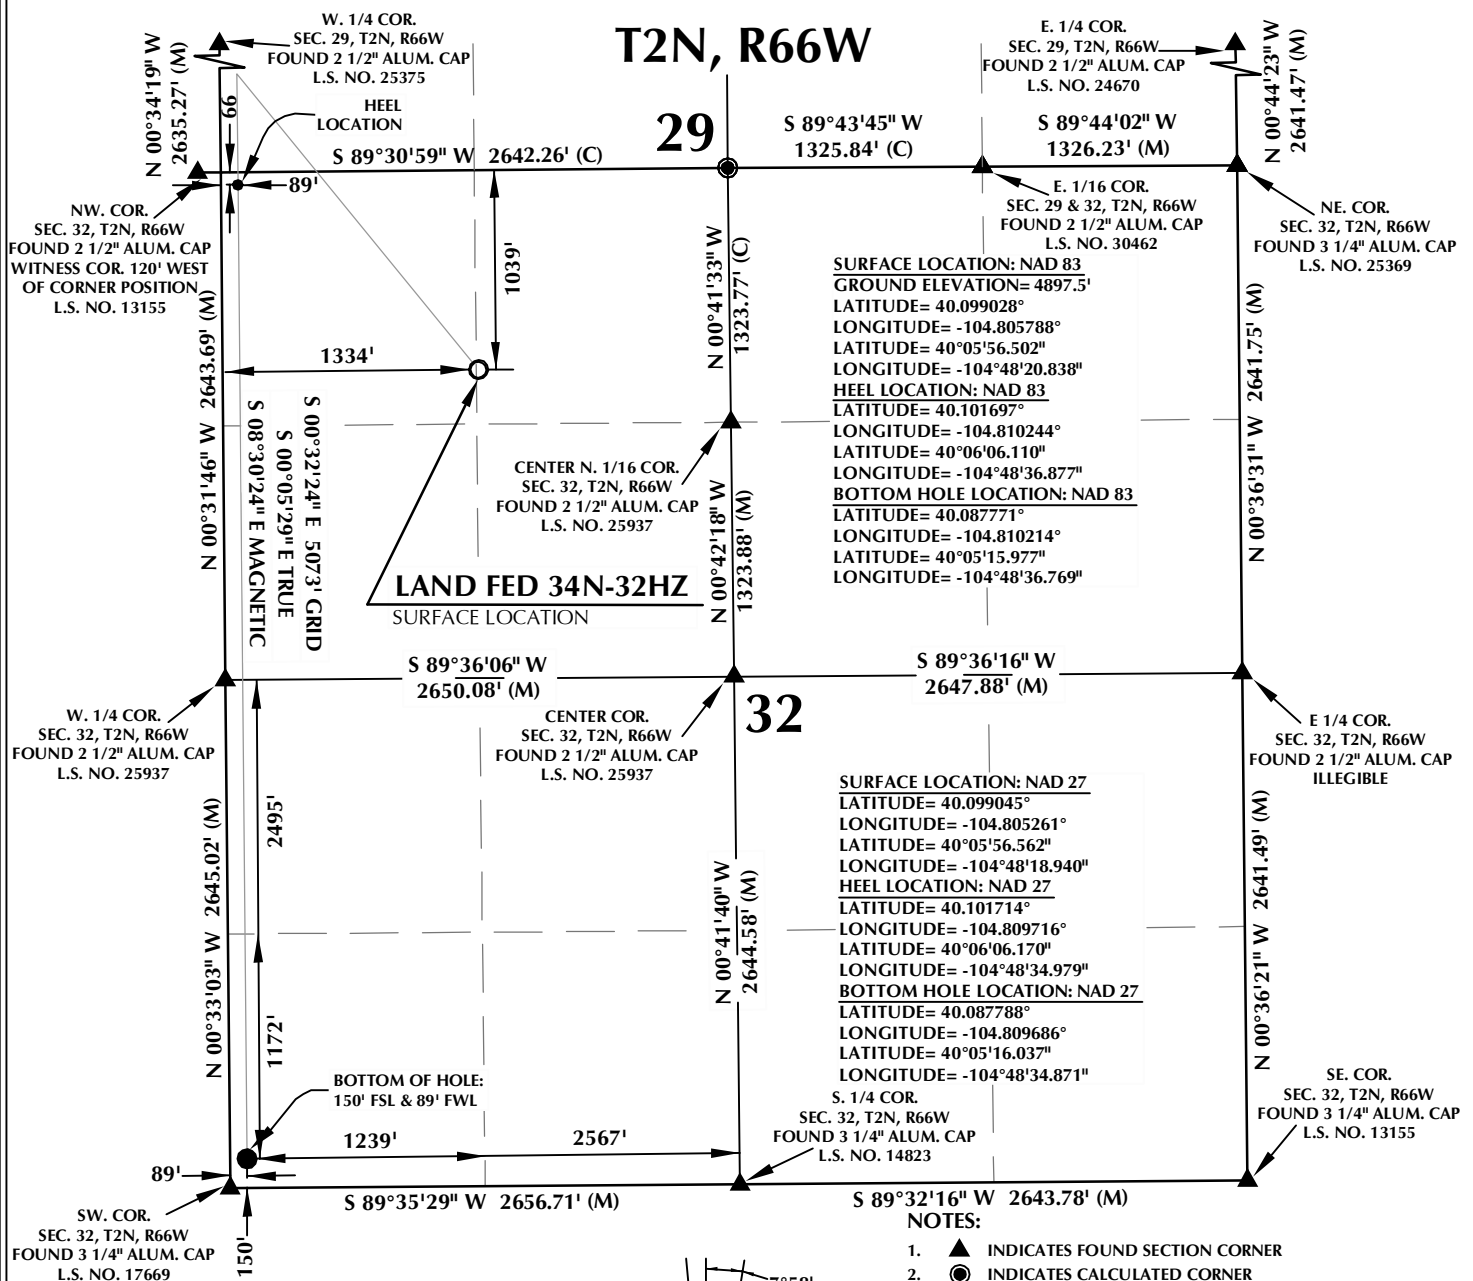 T2N, R66W
W. 1/4 COR.
SEC. 29, T2N, R66W
FOUND 2 1/2" ALUM. CAP
L.S. NO. 25375
E. 1/4 COR.
SEC. 29, T2N, R66W
FOUND 2 1/2" ALUM. CAP
L.S. NO. 24670
N 00°34'19" W
2635.27' (M)
N 00°44'23" W
2641.47' (M)
66
HEEL
LOCATION
29
S 89°30'59" W 2642.26' (C)
S 89°43'45" W
1325.84' (C)
S 89°44'02" W
1326.23' (M)
89'
NW. COR.
SEC. 32, T2N, R66W
FOUND 2 1/2" ALUM. CAP
WITNESS COR. 120' WEST
OF CORNER POSITION
L.S. NO. 13155
E. 1/16 COR.
SEC. 29 & 32, T2N, R66W
FOUND 2 1/2" ALUM. CAP
L.S. NO. 30462
NE. COR.
SEC. 32, T2N, R66W
FOUND 3 1/4" ALUM. CAP
L.S. NO. 25369
1039'
N 00°41'33" W
1323.77' (C)
SURFACE LOCATION: NAD 83
GROUND ELEVATION= 4897.5'
LATITUDE= 40.099028°
LONGITUDE= -104.805788°
LATITUDE= 40°05'56.502"
LONGITUDE= -104°48'20.838"
HEEL LOCATION: NAD 83
LATITUDE= 40.101697°
LONGITUDE= -104.810244°
LATITUDE= 40°06'06.110"
LONGITUDE= -104°48'36.877"
BOTTOM HOLE LOCATION: NAD 83
LATITUDE= 40.087771°
LONGITUDE= -104.810214°
LATITUDE= 40°05'15.977"
LONGITUDE= -104°48'36.769"
1334'
N 00°31'46" W 2643.69' (M)
S 00°32'24" E 5073' GRID
S 00°05'29" E TRUE
S 08°30'24" E MAGNETIC
CENTER N. 1/16 COR.
SEC. 32, T2N, R66W
FOUND 2 1/2" ALUM. CAP
L.S. NO. 25937
N 00°42'18" W
1323.88' (M)
N 00°36'31" W 2641.75' (M)
LAND FED 34N-32HZ
SURFACE LOCATION
S 89°36'06" W
2650.08' (M)
S 89°36'16" W
2647.88' (M)
32
W. 1/4 COR.
SEC. 32, T2N, R66W
FOUND 2 1/2" ALUM. CAP
L.S. NO. 25937
CENTER COR.
SEC. 32, T2N, R66W
FOUND 2 1/2" ALUM. CAP
L.S. NO. 25937
E 1/4 COR.
SEC. 32, T2N, R66W
FOUND 2 1/2" ALUM. CAP
ILLEGIBLE
2495'
N 00°33'03" W 2645.02' (M)
N 00°41'40" W
2644.58' (M)
SURFACE LOCATION: NAD 27
LATITUDE= 40.099045°
LONGITUDE= -104.805261°
LATITUDE= 40°05'56.562"
LONGITUDE= -104°48'18.940"
HEEL LOCATION: NAD 27
LATITUDE= 40.101714°
LONGITUDE= -104.809716°
LATITUDE= 40°06'06.170"
LONGITUDE= -104°48'34.979"
BOTTOM HOLE LOCATION: NAD 27
LATITUDE= 40.087788°
LONGITUDE= -104.809686°
LATITUDE= 40°05'16.037"
LONGITUDE= -104°48'34.871"
N 00°36'21" W 2641.49' (M)
1172'
BOTTOM OF HOLE:
150' FSL & 89' FWL
1239'
2567'
89'
S. 1/4 COR.
SEC. 32, T2N, R66W
FOUND 3 1/4" ALUM. CAP
L.S. NO. 14823
SE. COR.
SEC. 32, T2N, R66W
FOUND 3 1/4" ALUM. CAP
L.S. NO. 13155
S 89°35'29" W 2656.71' (M)
S 89°32'16" W 2643.78' (M)
SW. COR.
SEC. 32, T2N, R66W
FOUND 3 1/4" ALUM. CAP
L.S. NO. 17669
150'
NOTES:
1. INDICATES FOUND SECTION CORNER
2. INDICATES CALCULATED CORNER